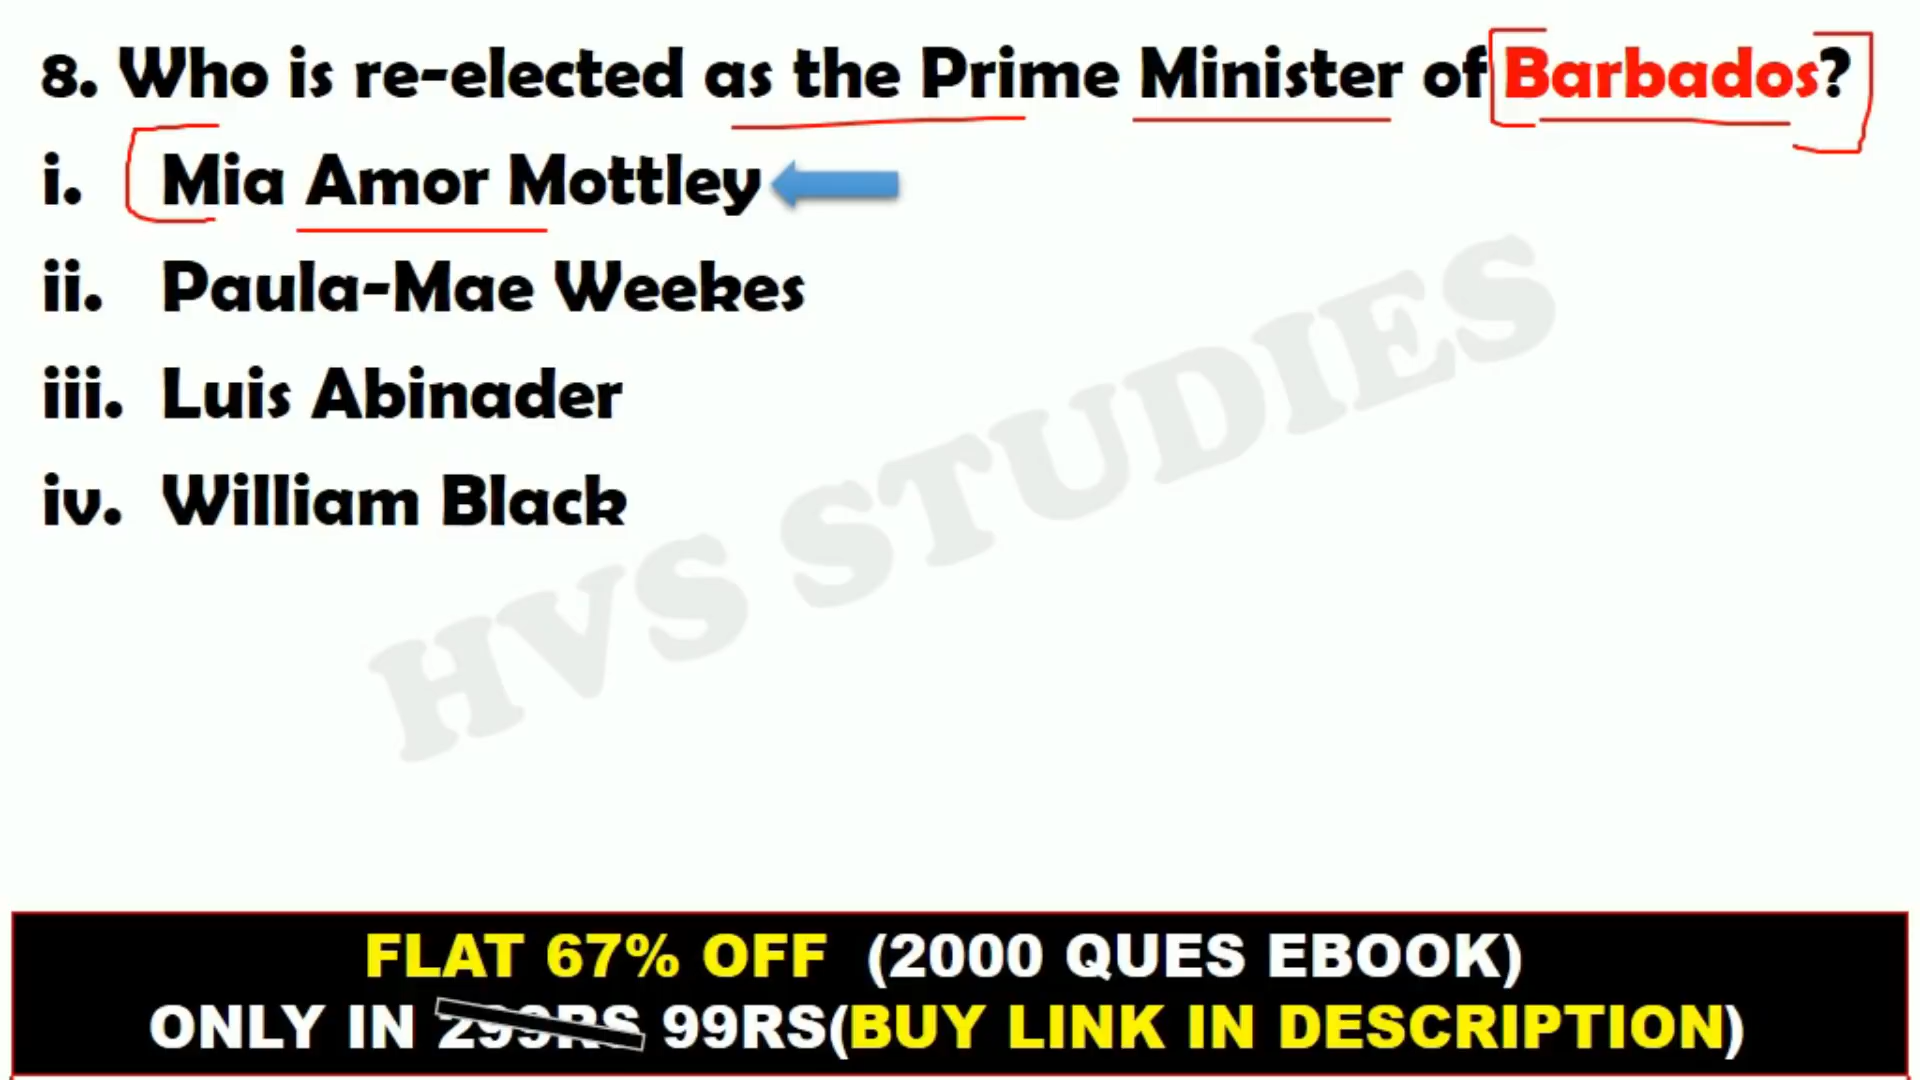 8. Who is re-elected as the Prime Minister of Barbados?
i. Mia Amor Mottley
ii. Paula-Mae Weekes
iii. Luis Abinader
iv. William Black
HVS STUDIES
FLAT 67% OFF (2000 QUES EBOOK)
ONLY IN 299RS 99RS(BUY LINK IN DESCRIPTION)